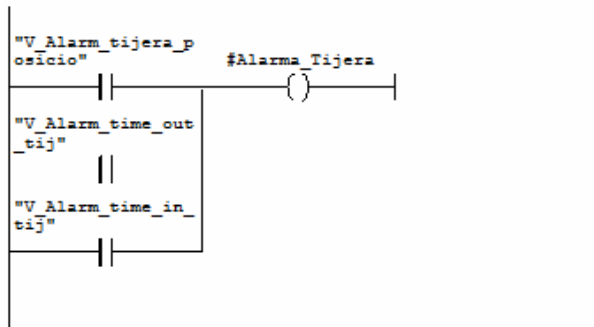 "V_Alarm_tijera_p
osicio"
#Alarma_Tijera
"V_Alarm_time_out
_tij"
"V_Alarm_time_in_
tij"